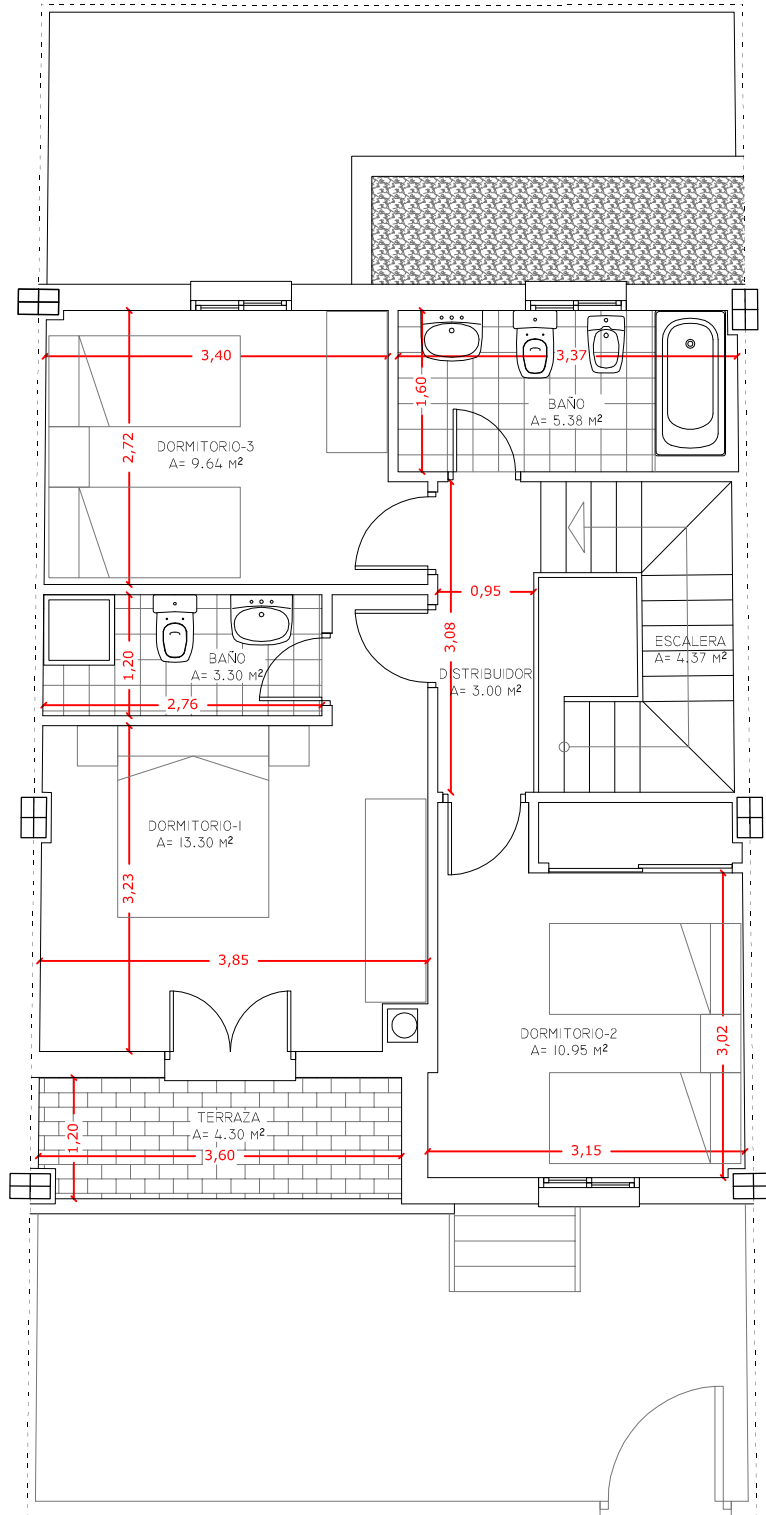 3,40
3,37
1,60
BAÑO
A= 5.38 M²
2,72
DORMITORIO-3
A= 9.64 M²
0,95
3,08
1,20
BAÑO
A= 3.30 M²
ESCALERA
A= 4.37 M²
DISTRIBUIDOR
A= 3.00 M²
2,76
DORMITORIO-1
A= 13.30 M²
3,23
3,85
DORMITORIO-2
A= 10.95 M²
3,02
TERRAZA
A= 4.30 M²
1,20
3,60
3,15